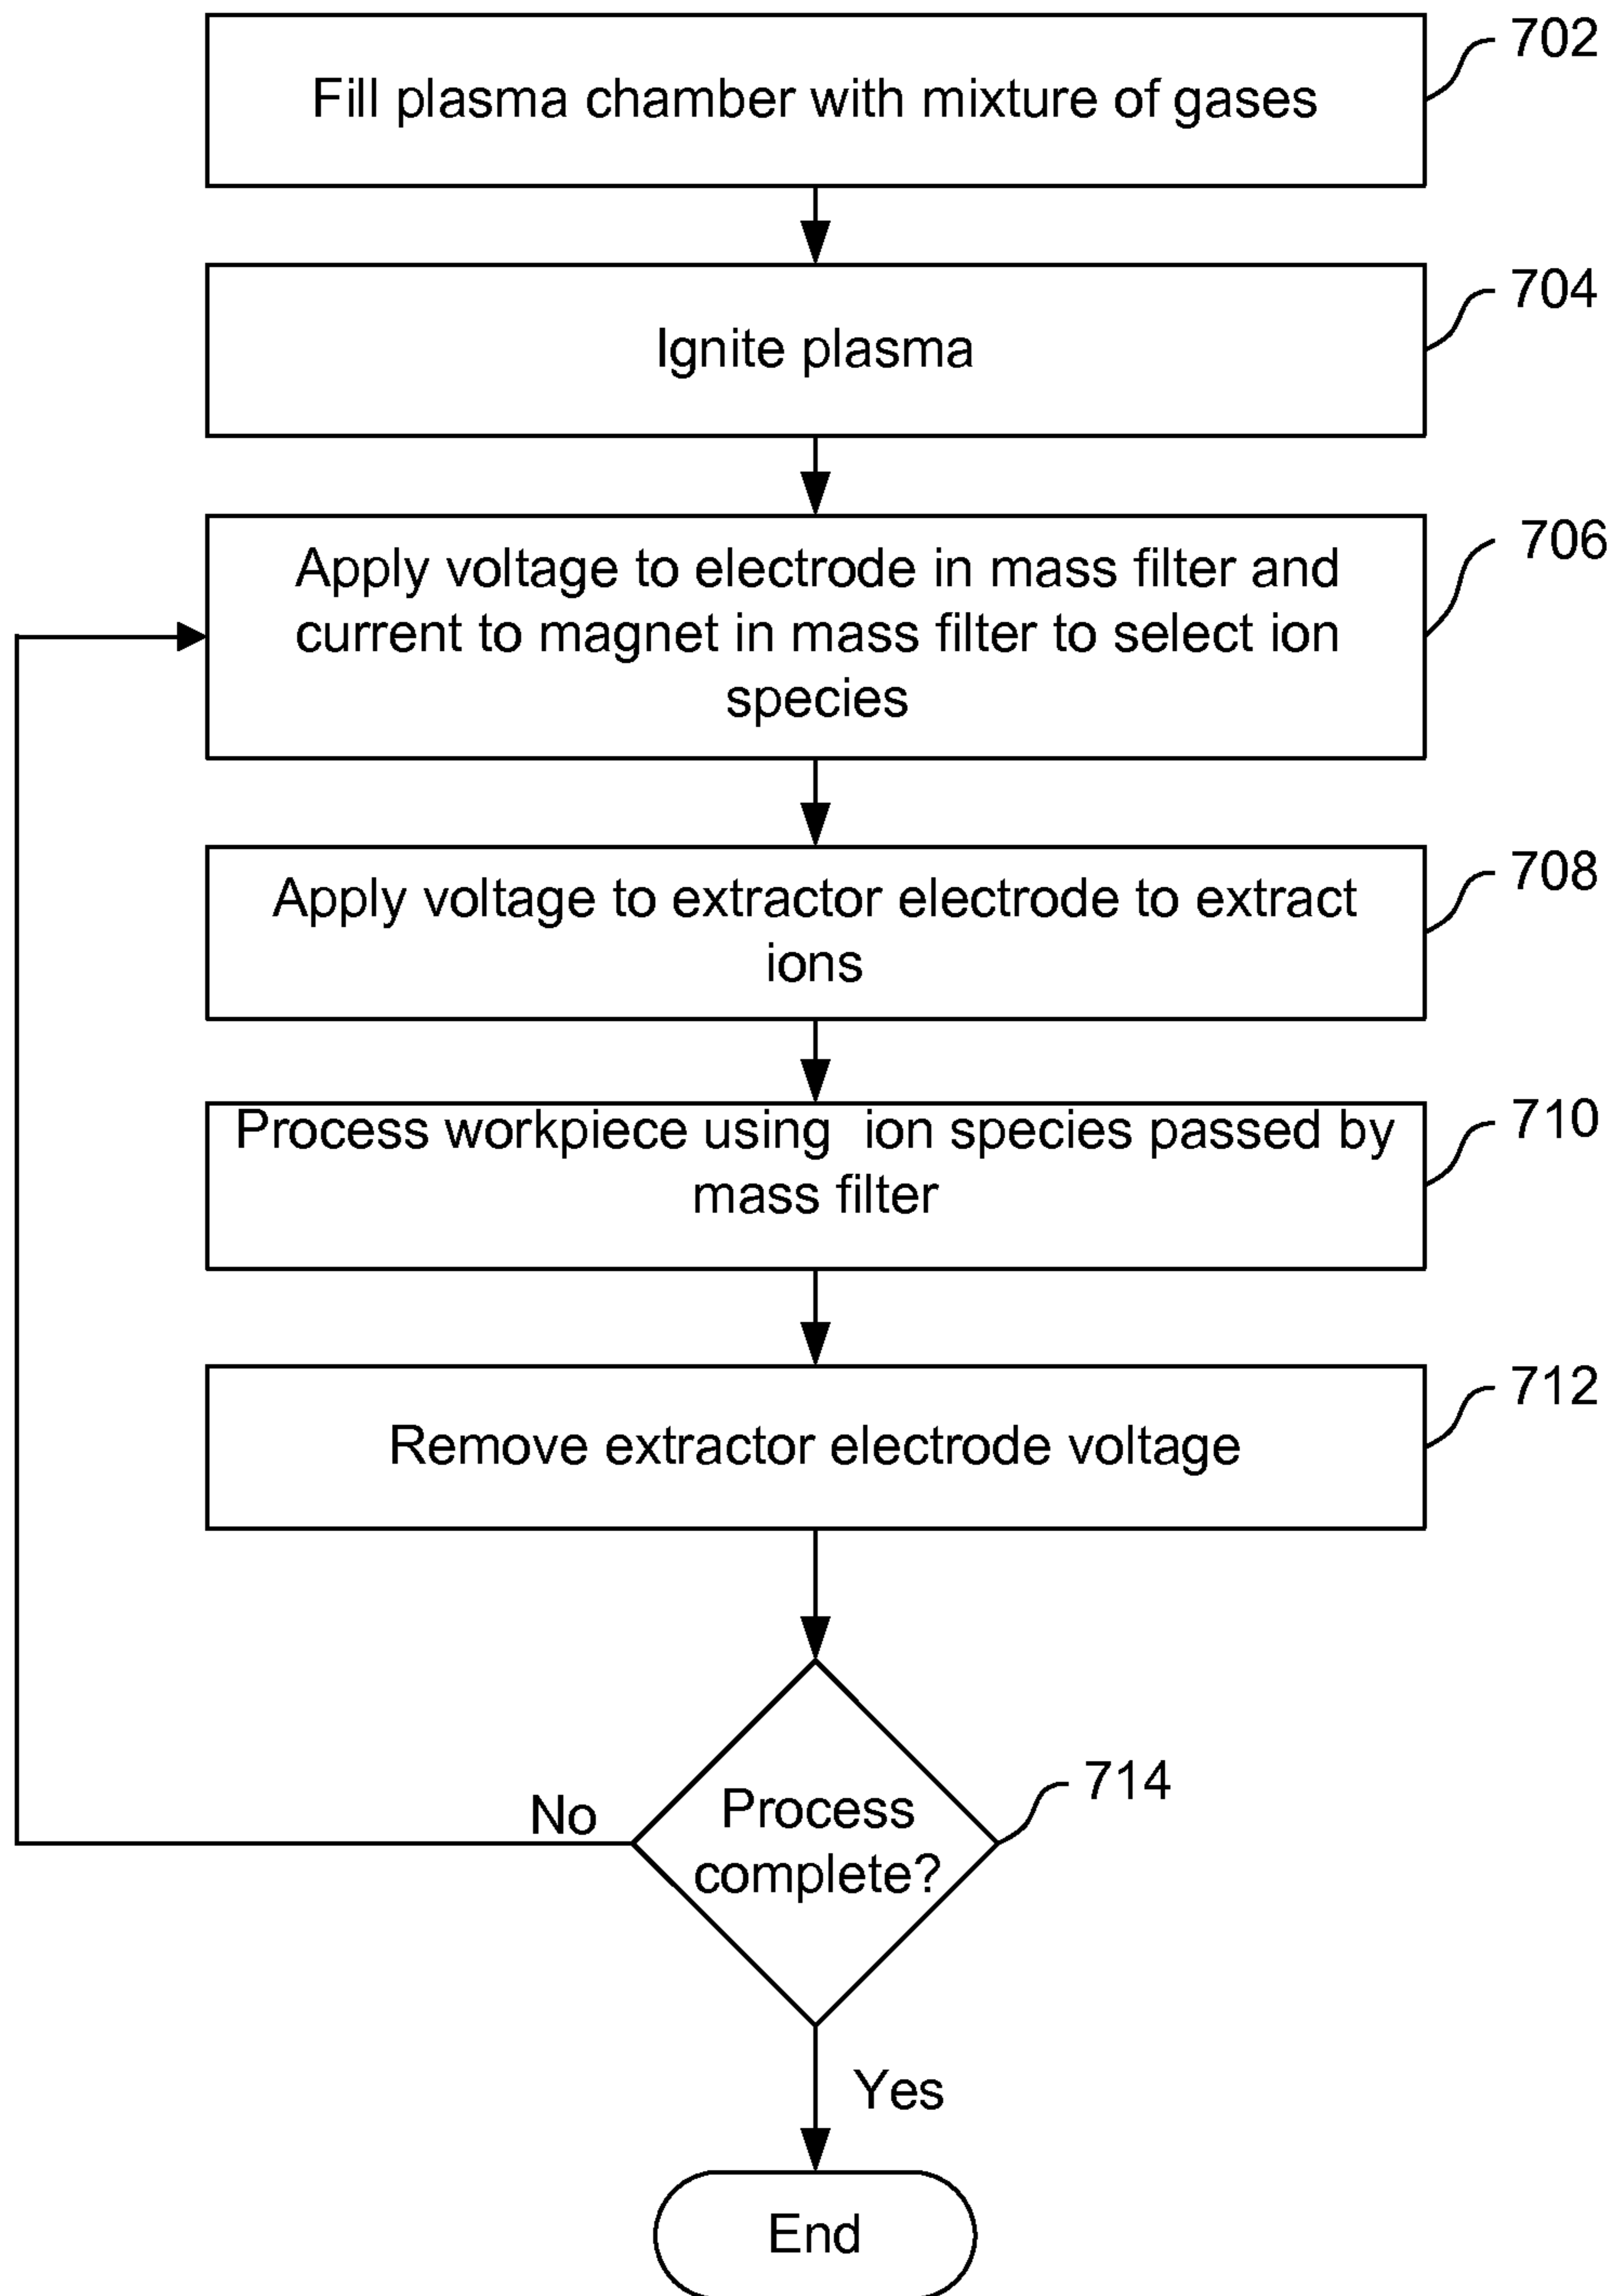 702
Fill plasma chamber with mixture of gases
704
Ignite plasma
706
Apply voltage to electrode in mass filter and
current to magnet in mass filter to select ion
species
708
Apply voltage to extractor electrode to extract
ions
710
Process workpiece using  ion species passed by
mass filter
712
Remove extractor electrode voltage
714
No
Process
complete?
Yes
End